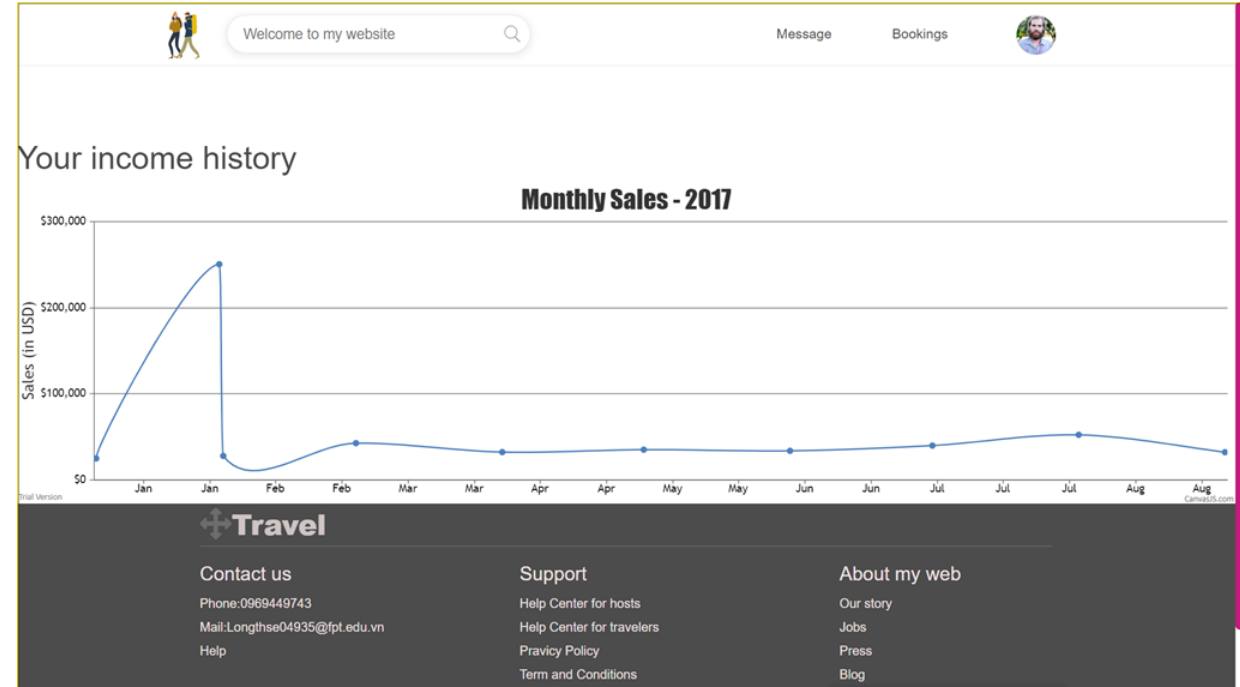 Welcome to my website
Message
Bookings
Your income history
Monthly Sales - 2017
Sales (in USD)
$300,000
$200,000
$100,000
$0
Jan Jan Feb Feb Mar Mar Apr Apr May May Jun Jun Jul Jul Jul Aug Aug
Trial Version
CanvasJS.com
Travel
Contact us
Phone:0969449743
Mail:Longthse04935@fpt.edu.vn
Help
Support
Help Center for hosts
Help Center for travelers
Pravicy Policy
Term and Conditions
About my web
Our story
Jobs
Press
Blog